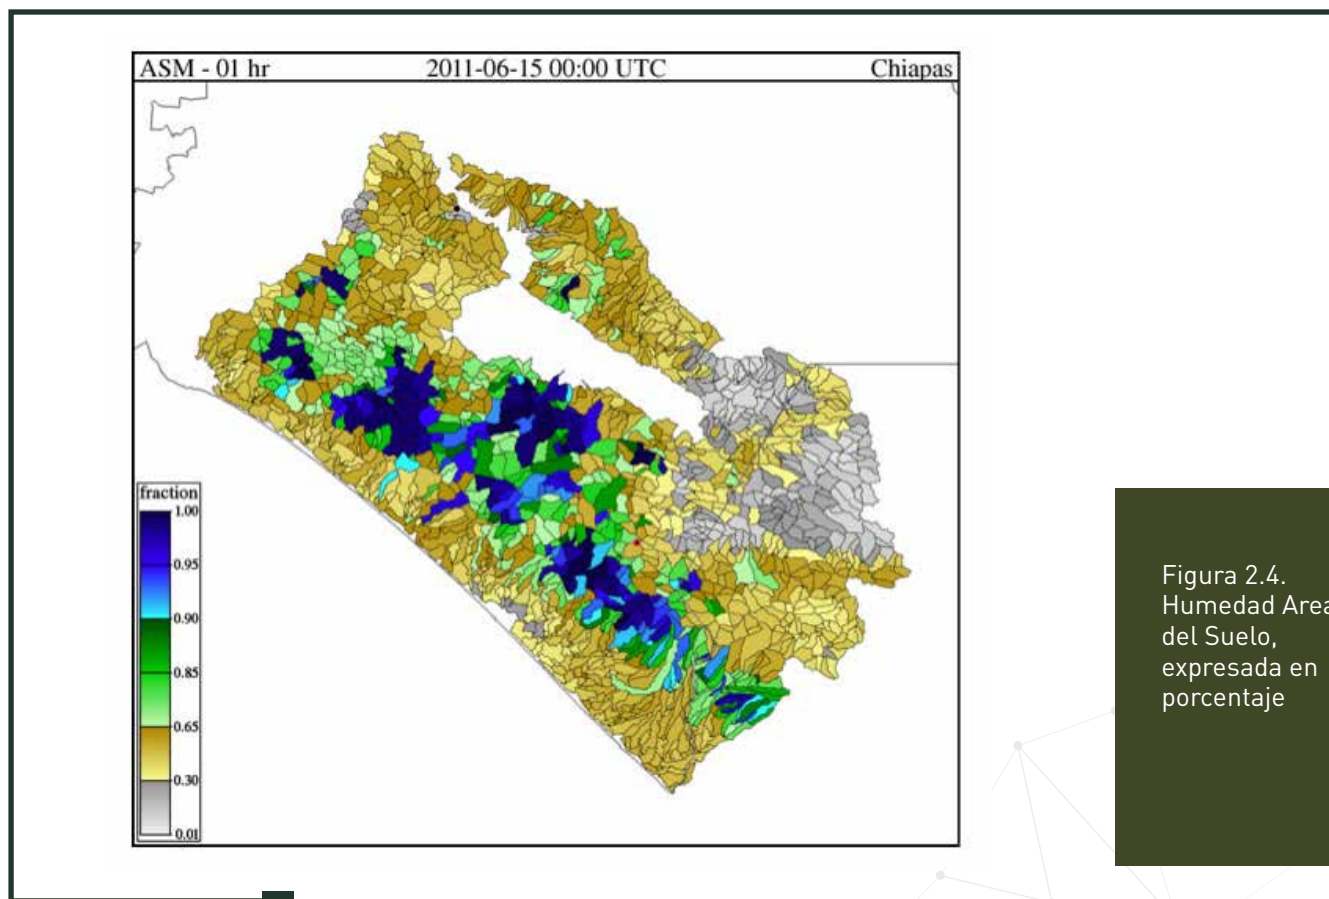 ASM - 01 hr 2011-06-15 00:00 UTC Chiapas
fraction
1.00
0.95
0.90
0.85
0.65
0.30
0.01
Figura 2.4.
Humedad Area
del Suelo,
expresada en
porcentaje